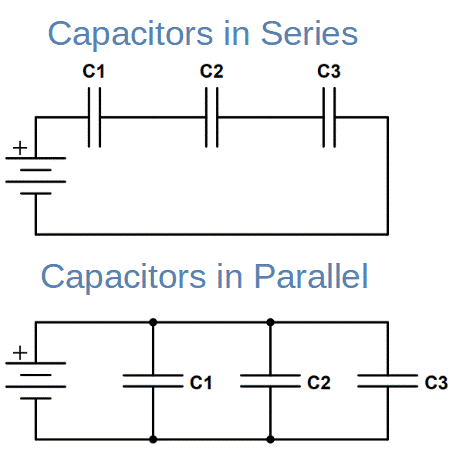 Capacitors in Series
C1 C2 C3
+
Capacitors in Parallel
+
C1 C2 C3